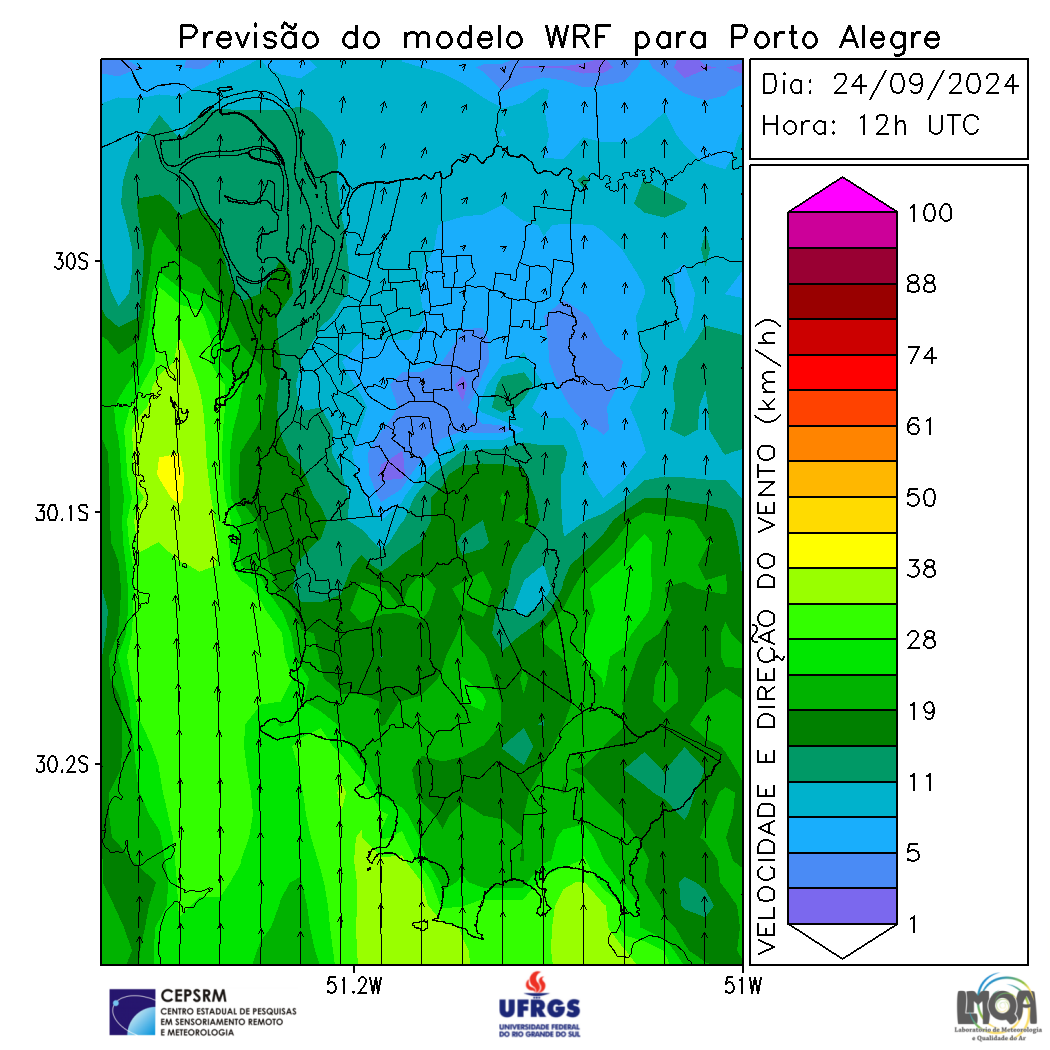 Previsão do modelo WRF para Porto Alegre
Dia: 24/09/2024
Hora: 12h UTC
30S
30.1S
30.2S
51.2W
51W
VELOCIDADE E DIREÇÃO DO VENTO (km/h)
100
88
74
61
50
38
28
19
11
5
1
CEPSRM
CENTRO ESTADUAL DE PESQUISAS
EM SENSORIAMENTO REMOTO
E METEOROLOGIA
UFRGS
UNIVERSIDADE FEDERAL
DO RIO GRANDE DO SUL
LMQA
Laboratório de Meteorologia
e Qualidade do Ar